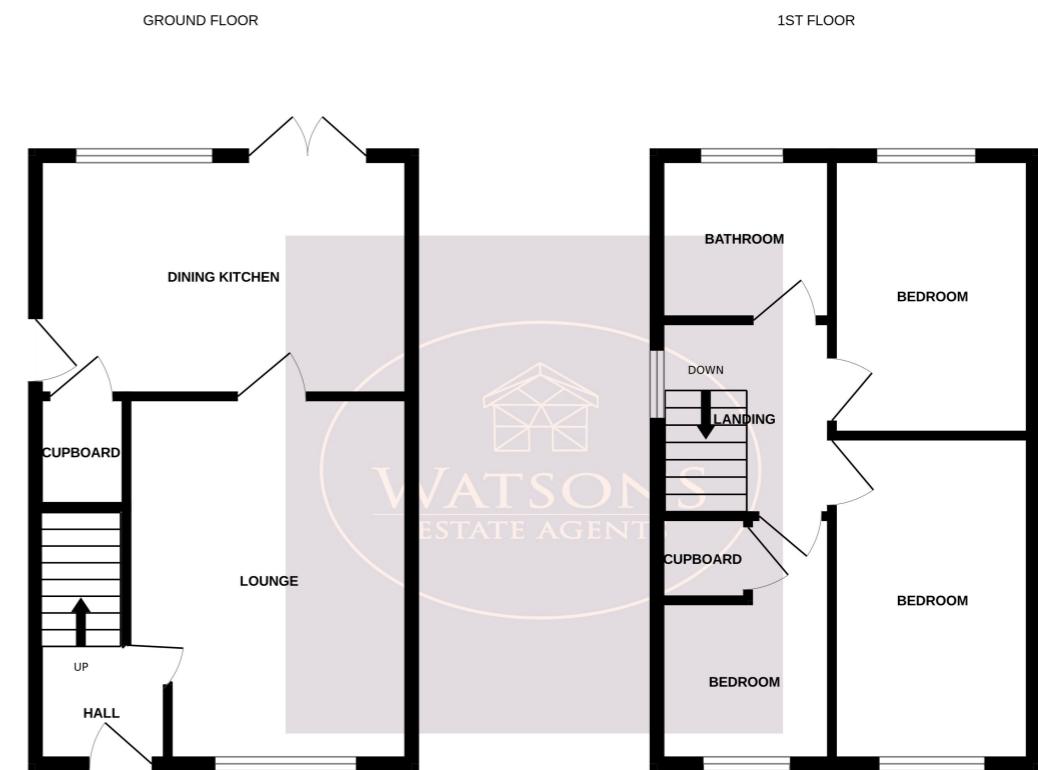 GROUND FLOOR
DINING KITCHEN
CUPBOARD
LOUNGE
UP
HALL
1ST FLOOR
BATHROOM
BEDROOM
DOWN
LANDING
CUPBOARD
BEDROOM
BEDROOM
WATSONS
ESTATE AGENTS